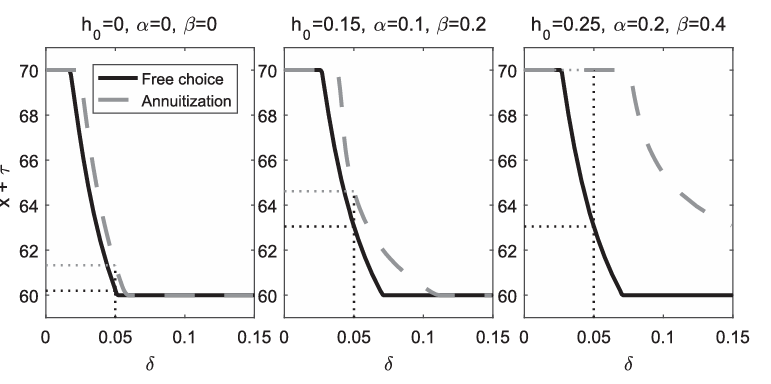 h0=0, α=0, β=0
h0=0.15, α=0.1, β=0.2
h0=0.25, α=0.2, β=0.4
x + τ
70
68
66
64
62
60
Free choice
Annuitization
70
68
66
64
62
60
70
68
66
64
62
60
0 0.05 0.1 0.15
0 0.05 0.1 0.15
0 0.05 0.1 0.15
δ
δ
δ